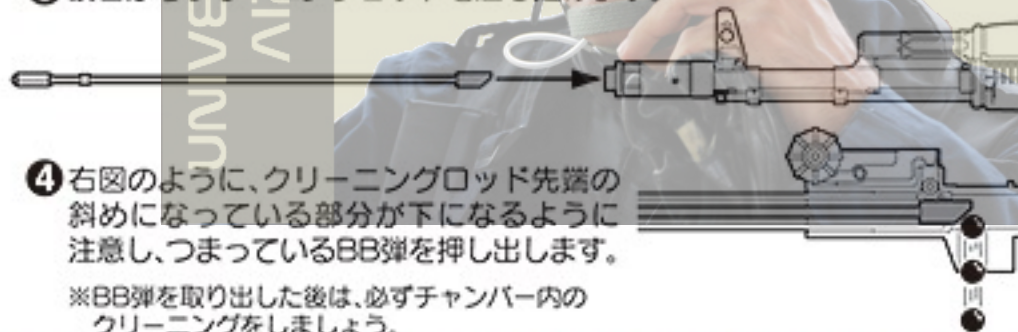 ❹右図のように、クリーニングロッド先端の
斜めになっている部分が下になるように
注意し、つまっているBB弾を押し出します。
※BB弾を取り出した後は、必ずチャンバー内の
クリーニングをしましょう。